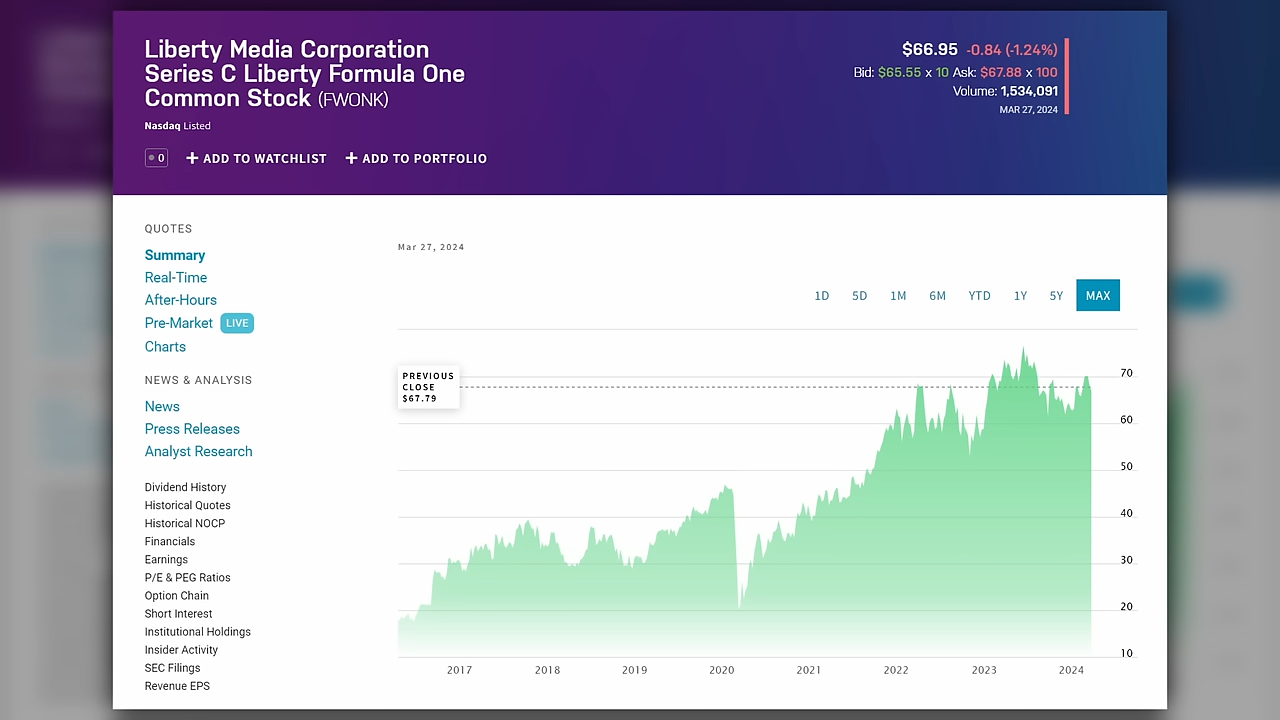 Liberty Media Corporation
Series C Liberty Formula One
Common Stock (FWONK)
Nasdaq Listed
0
+ ADD TO WATCHLIST + ADD TO PORTFOLIO
$66.95 -0.84 (-1.24%)
Bid: $65.55 x 10 Ask: $67.88 x 100
Volume: 1,534,091
MAR 27, 2024
QUOTES
Summary
Real-Time
After-Hours
Pre-Market LIVE
Charts
NEWS & ANALYSIS
News
Press Releases
Analyst Research
Dividend History
Historical Quotes
Historical NOCP
Financials
Earnings
P/E & PEG Ratios
Option Chain
Short Interest
Institutional Holdings
Insider Activity
SEC Filings
Revenue EPS
Mar 27, 2024
1D 5D 1M 6M YTD 1Y 5Y MAX
PREVIOUS
CLOSE
$67.79
70
60
50
40
30
20
10
2017 2018 2019 2020 2021 2022 2023 2024